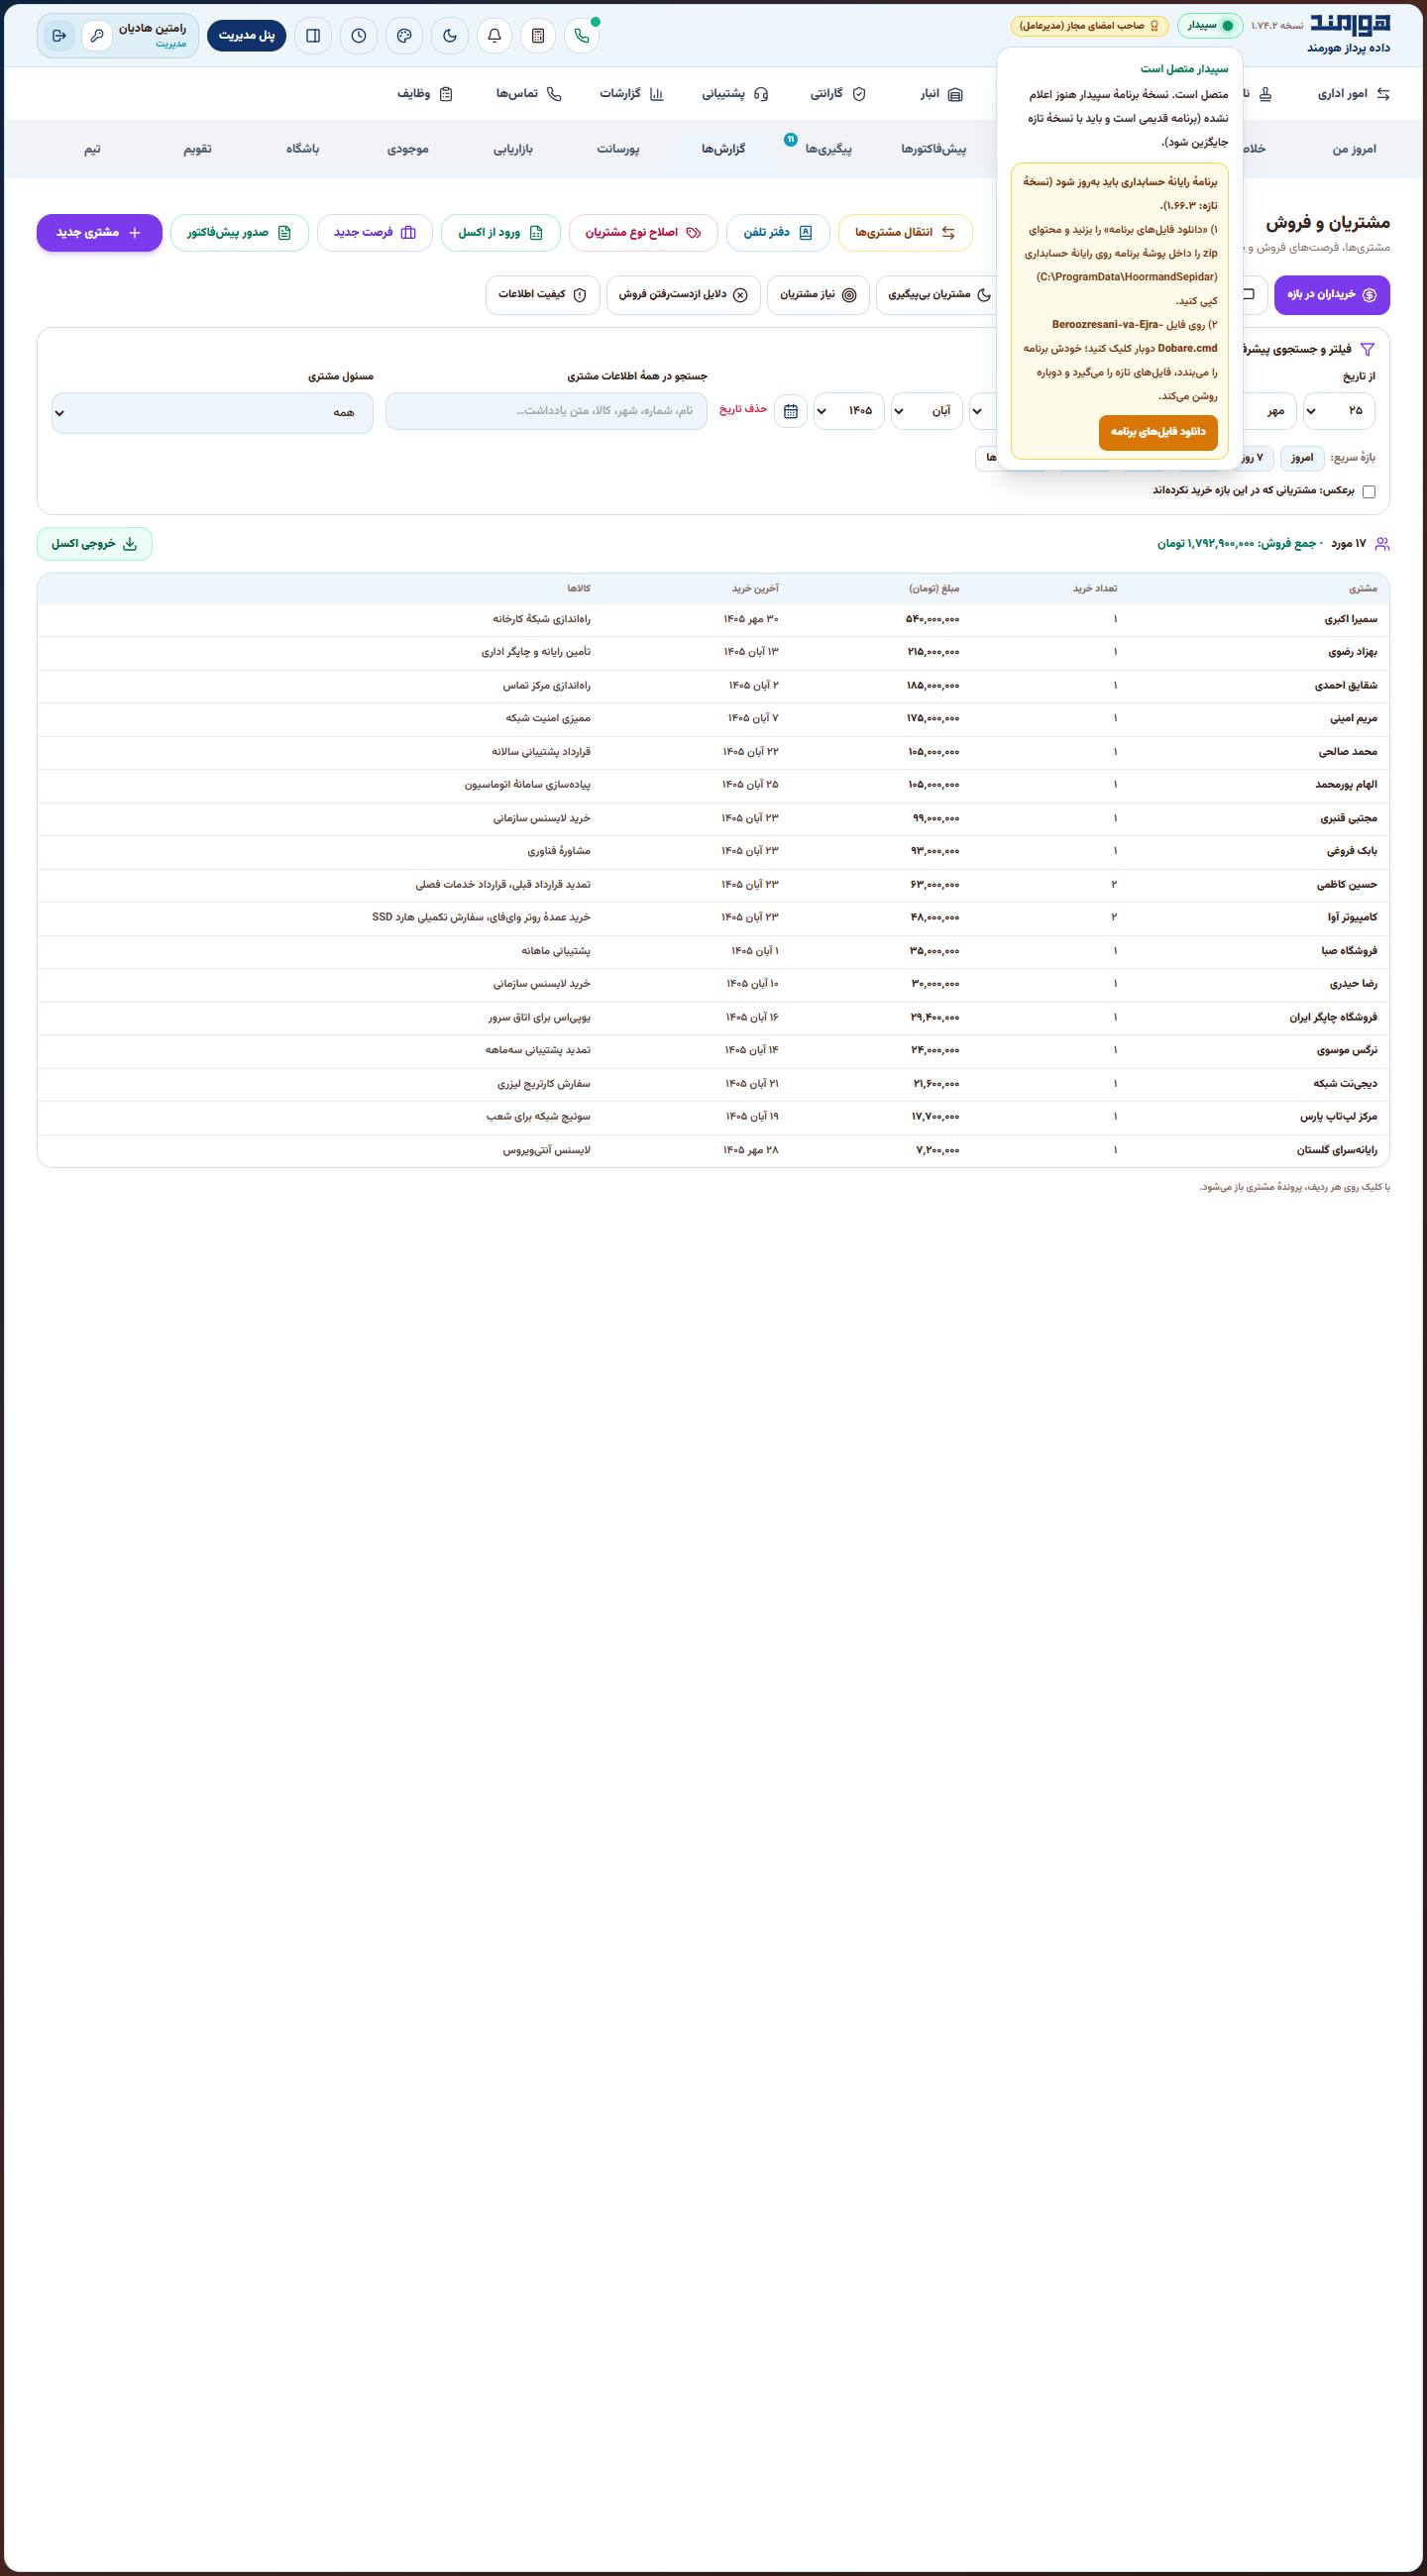 هورمند
نسخه ۱.۷۴.۲
سپیدار
صاحب امضای مجاز (مدیرعامل)
داده پرداز هورمند
پنل مدیریت
رامتین هادیان
مدیریت
سپیدار متصل است
متصل است. نسخهٔ برنامهٔ سپیدار هنوز اعلام
نشده (برنامه قدیمی است و باید با نسخهٔ تازه
جایگزین شود).
برنامهٔ رایانهٔ حسابداری باید به‌روز شود (نسخهٔ
تازه: ۱.۶۶.۳).
۱) «دانلود فایل‌های برنامه» را بزنید و محتوای
zip را داخل پوشهٔ برنامه روی رایانهٔ حسابداری
(C:\ProgramData\HoormandSepidar)
کپی کنید.
۲) روی فایل Beroozresani-va-Ejra-
Dobare.cmd دوبار کلیک کنید؛ خودش برنامه
را می‌بندد، فایل‌های تازه را می‌گیرد و دوباره
روشن می‌کند.
دانلود فایل‌های برنامه
امور اداری
انبار
گارانتی
پشتیبانی
گزارشات
تماس‌ها
وظایف
امروز من
پیش‌فاکتورها
پیگیری‌ها
۱۱
گزارش‌ها
پورسانت
بازاریابی
موجودی
باشگاه
تقویم
تیم
مشتریان و فروش
مشتری‌ها، فرصت‌های فروش و
انتقال مشتری‌ها
دفتر تلفن
اصلاح نوع مشتریان
ورود از اکسل
فرصت جدید
صدور پیش‌فاکتور
مشتری جدید
خریداران در بازه
مشتریان بی‌پیگیری
نیاز مشتریان
دلایل ازدست‌رفتن فروش
کیفیت اطلاعات
فیلتر و جستجوی
از تاریخ
جستجو در همهٔ اطلاعات مشتری
مسئول مشتری
۲۵
مهر
آبان
۱۴۰۵
حذف تاریخ
نام، شماره، شهر، کالا، متن یادداشت...
همه
بازهٔ سریع:
امروز
۷ روز
برعکس: مشتریانی که در این بازه خرید نکرده‌اند
۱۷ مورد · جمع فروش: ۱,۷۹۲,۹۰۰,۰۰۰ تومان
خروجی اکسل
مشتری تعداد خرید مبلغ (تومان) آخرین خرید کالاها
سمیرا اکبری ۱ ۵۴۰,۰۰۰,۰۰۰ ۳۰ مهر ۱۴۰۵ راه‌اندازی شبکهٔ کارخانه
بهزاد رضوی ۱ ۲۱۵,۰۰۰,۰۰۰ ۱۳ آبان ۱۴۰۵ تأمین رایانه و چاپگر اداری
شقایق احمدی ۱ ۱۸۵,۰۰۰,۰۰۰ ۲ آبان ۱۴۰۵ راه‌اندازی مرکز تماس
مریم امینی ۱ ۱۷۵,۰۰۰,۰۰۰ ۷ آبان ۱۴۰۵ ممیزی امنیت شبکه
محمد صالحی ۱ ۱۰۵,۰۰۰,۰۰۰ ۲۲ آبان ۱۴۰۵ قرارداد پشتیبانی سالانه
الهام پورمحمد ۱ ۱۰۵,۰۰۰,۰۰۰ ۲۵ آبان ۱۴۰۵ پیاده‌سازی سامانهٔ اتوماسیون
مجتبی قنبری ۱ ۹۹,۰۰۰,۰۰۰ ۲۳ آبان ۱۴۰۵ خرید لایسنس سازمانی
بابک فروغی ۱ ۹۳,۰۰۰,۰۰۰ ۲۳ آبان ۱۴۰۵ مشاورهٔ فناوری
حسین کاظمی ۲ ۶۳,۰۰۰,۰۰۰ ۲۳ آبان ۱۴۰۵ تمدید قرارداد قبلی، قرارداد خدمات فصلی
کامپیوتر آوا ۲ ۴۸,۰۰۰,۰۰۰ ۲۳ آبان ۱۴۰۵ خرید عمدهٔ روتر وای‌فای، سفارش تکمیلی هارد SSD
فروشگاه صبا ۱ ۳۵,۰۰۰,۰۰۰ ۱ آبان ۱۴۰۵ پشتیبانی ماهانه
رضا حیدری ۱ ۳۰,۰۰۰,۰۰۰ ۱۰ آبان ۱۴۰۵ خرید لایسنس سازمانی
فروشگاه چاپگر ایران ۱ ۲۹,۴۰۰,۰۰۰ ۱۶ آبان ۱۴۰۵ یوپی‌اس برای اتاق سرور
نرگس موسوی ۱ ۲۴,۰۰۰,۰۰۰ ۱۴ آبان ۱۴۰۵ تمدید پشتیبانی سه‌ماهه
دیجی‌نت شبکه ۱ ۲۱,۶۰۰,۰۰۰ ۲۱ آبان ۱۴۰۵ سفارش کارتریج لیزری
مرکز لپ‌تاپ پارس ۱ ۱۷,۷۰۰,۰۰۰ ۱۹ آبان ۱۴۰۵ سوئیچ شبکه برای شعب
رایانه‌سرای گلستان ۱ ۷,۲۰۰,۰۰۰ ۲۸ مهر ۱۴۰۵ لایسنس آنتی‌ویروس
با کلیک روی هر ردیف، پروندهٔ مشتری باز می‌شود.